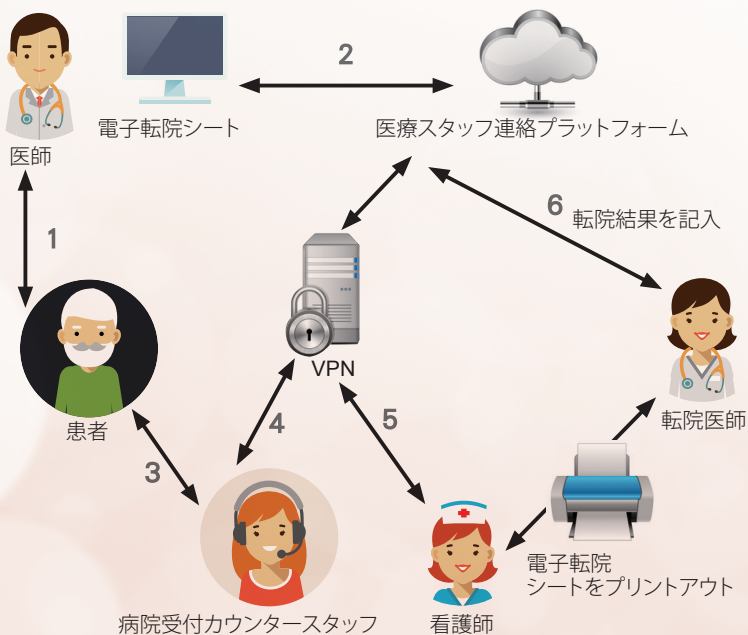 2
電子転院シート
医療スタッフ連絡プラットフォーム
医師
1
6 転院結果を記入
VPN
患者
転院医師
4
5
3
電子転院
シートをプリントアウト
病院受付カウンタースタッフ
看護師